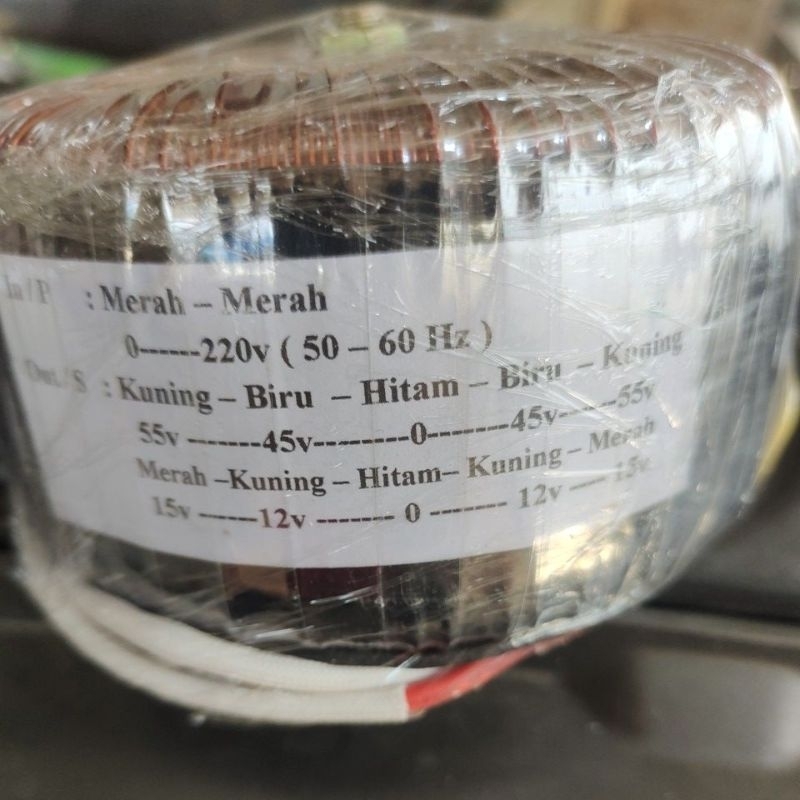 In/P : Merah – Merah
0------220v ( 50 – 60 Hz )
Out/S : Kuning – Biru – Hitam – Biru – Kuning
55v -------45v--------0-------45v------55v
Merah –Kuning – Hitam– Kuning – Merah
15v ------12v -------- 0 -------- 12v ---- 15v